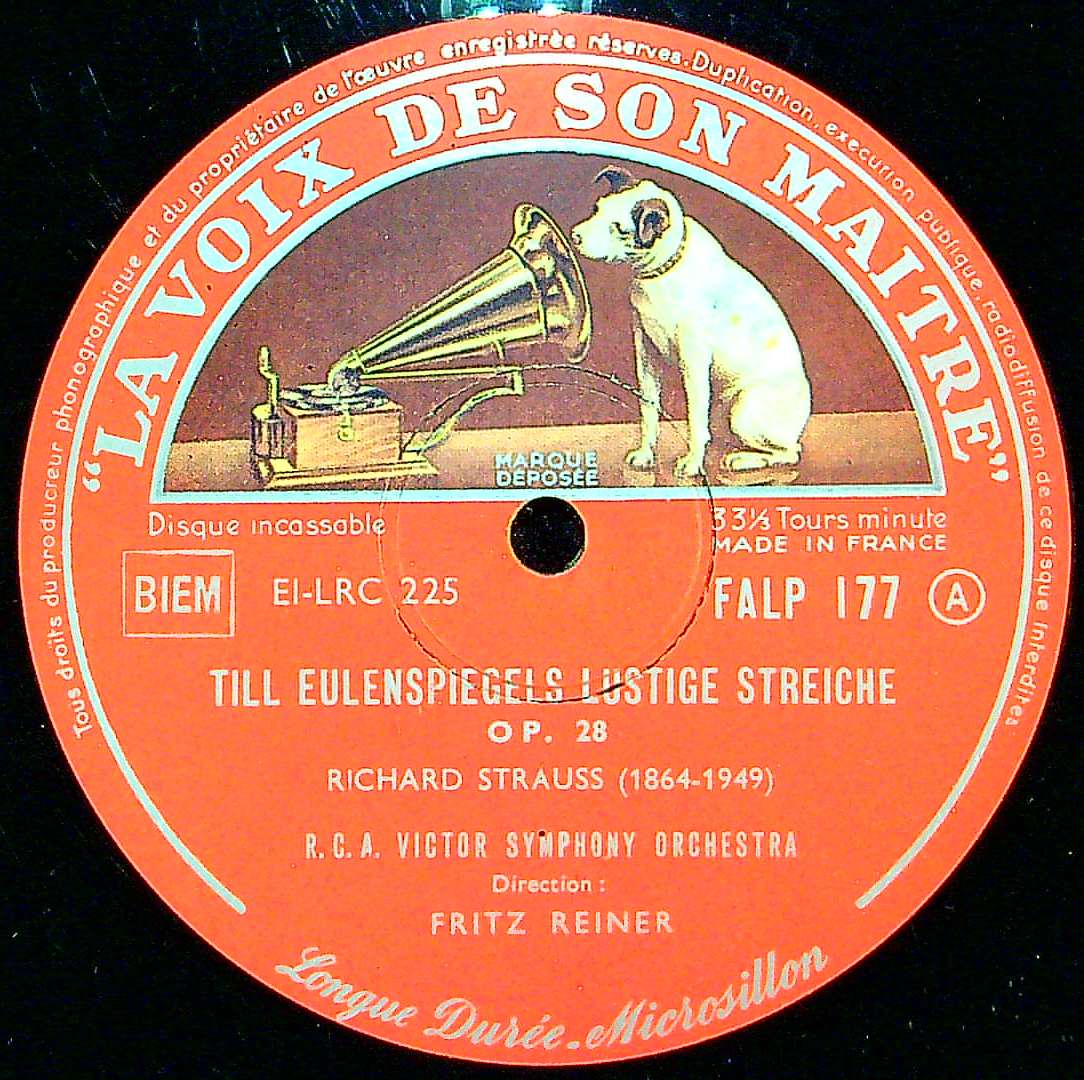 Tous droits du producteur phonographique et du propriétaire de l'œuvre enregistrée réservés. Duplication, execution publique, radiodiffusion de ce disque interdites
"LA VOIX DE SON MAITRE"
MARQUE
DÉPOSÉE
Disque incassable
33⅓ Tours minute
MADE IN FRANCE
BIEM
EI-LRC 225
FALP 177
A
TILL EULENSPIEGELS LUSTIGE STREICHE
OP. 28
RICHARD STRAUSS (1864-1949)
R.C.A. VICTOR SYMPHONY ORCHESTRA
Direction :
FRITZ REINER
Longue Durée - Microsillon